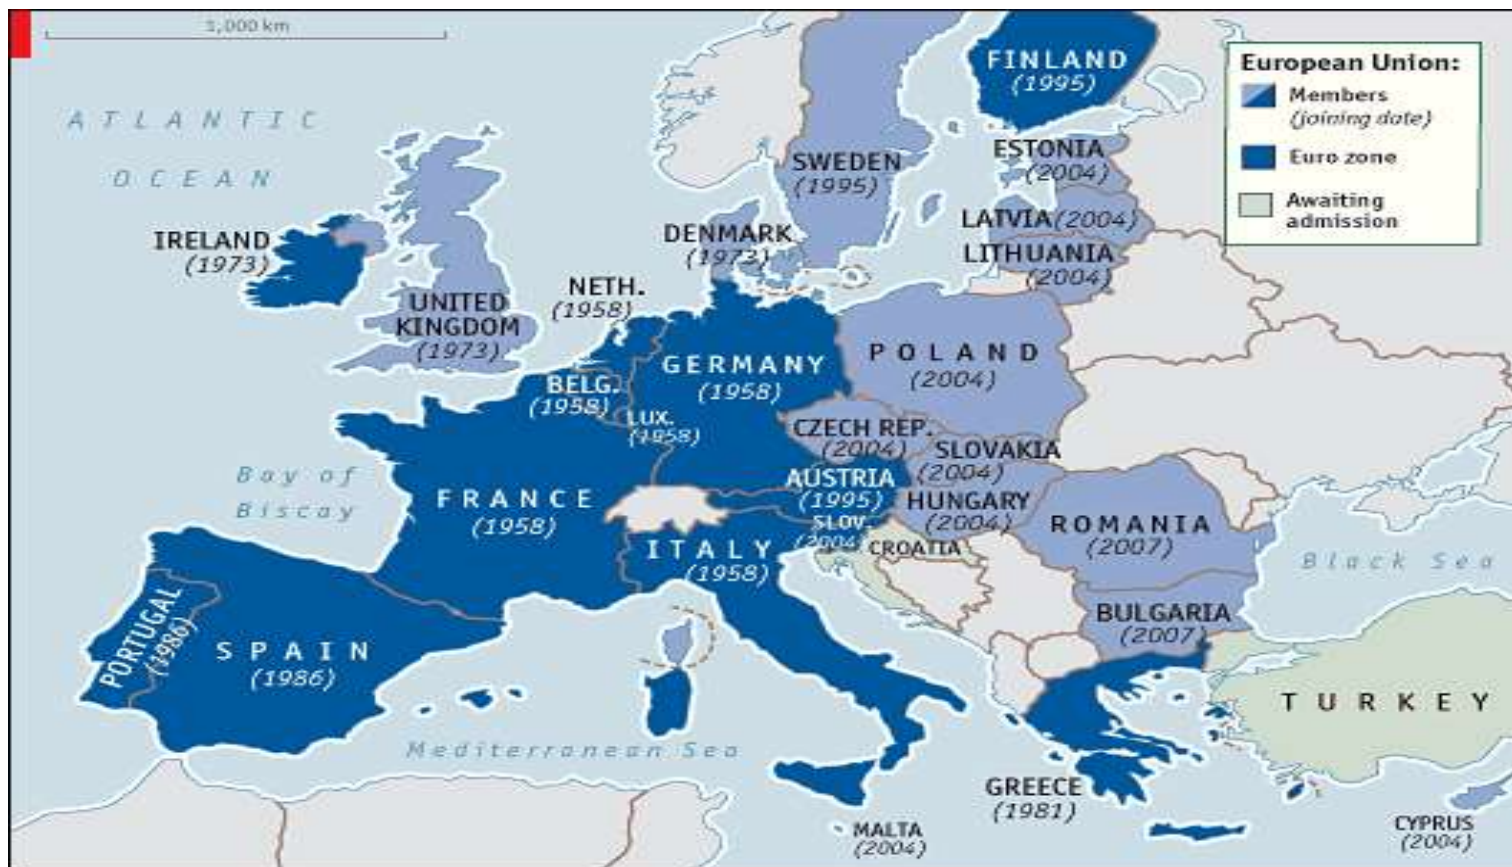 1,000 km
European Union:
Members
(joining date)
Euro zone
Awaiting
admission
FINLAND
(1995)
ATLANTIC
OCEAN
SWEDEN
(1995)
ESTONIA
(2004)
LATVIA (2004)
LITHUANIA
(2004)
IRELAND
(1973)
DENMARK
(1973)
NETH.
(1958)
UNITED
KINGDOM
(1973)
GERMANY
(1958)
POLAND
(2004)
BELG.
(1958)
LUX.
(1958)
CZECH REP.
(2004)
SLOVAKIA
(2004)
AUSTRIA
(1995)
HUNGARY
(2004)
Bay of
Biscay
FRANCE
(1958)
SLOV.
(2004)
CROATIA
ITALY
(1958)
ROMANIA
(2007)
Black Sea
BULGARIA
(2007)
PORTUGAL
(1986)
SPAIN
(1986)
TURKEY
Mediterranean Sea
GREECE
(1981)
MALTA
(2004)
CYPRUS
(2004)